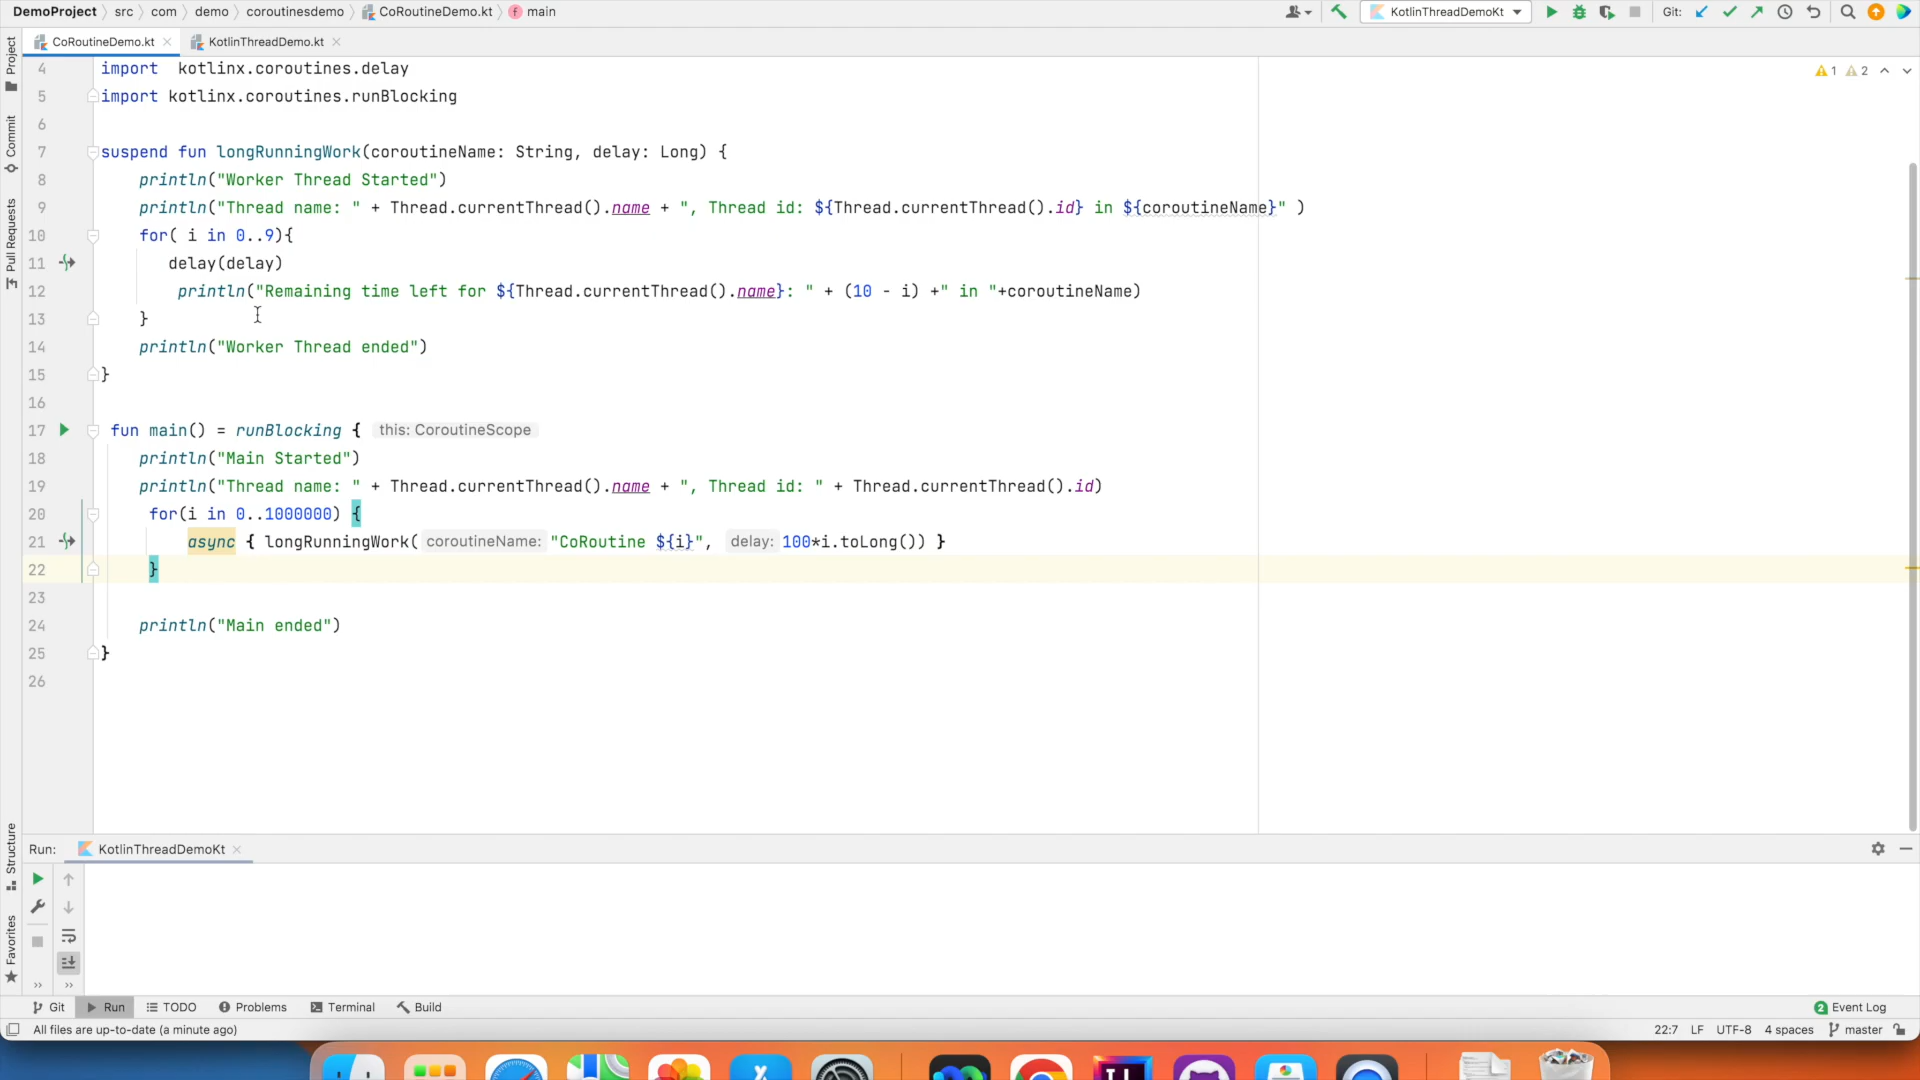 DemoProject src com demo coroutinesdemo CoRoutineDemo.kt f main KotlinThreadDemoKt Git:
CoRoutineDemo.kt KotlinThreadDemo.kt
Project
Commit
Pull Requests
Structure
Favorites
1 2
4 import  kotlinx.coroutines.delay
5 import kotlinx.coroutines.runBlocking
6
7 suspend fun longRunningWork(coroutineName: String, delay: Long) {
8 println("Worker Thread Started")
9 println("Thread name: " + Thread.currentThread().name + ", Thread id: ${Thread.currentThread().id} in ${coroutineName}" )
10 for( i in 0..9){
11 delay(delay)
12 println("Remaining time left for ${Thread.currentThread().name}: " + (10 - i) +" in "+coroutineName)
13 }
14 println("Worker Thread ended")
15 }
16
17 fun main() = runBlocking { this: CoroutineScope
18 println("Main Started")
19 println("Thread name: " + Thread.currentThread().name + ", Thread id: " + Thread.currentThread().id)
20 for(i in 0..1000000) {
21 async { longRunningWork( coroutineName: "CoRoutine ${i}", delay: 100*i.toLong()) }
22 }
23
24 println("Main ended")
25 }
26
Run: KotlinThreadDemoKt
Git Run TODO Problems Terminal Build 2 Event Log
All files are up-to-date (a minute ago) 22:7 LF UTF-8 4 spaces master